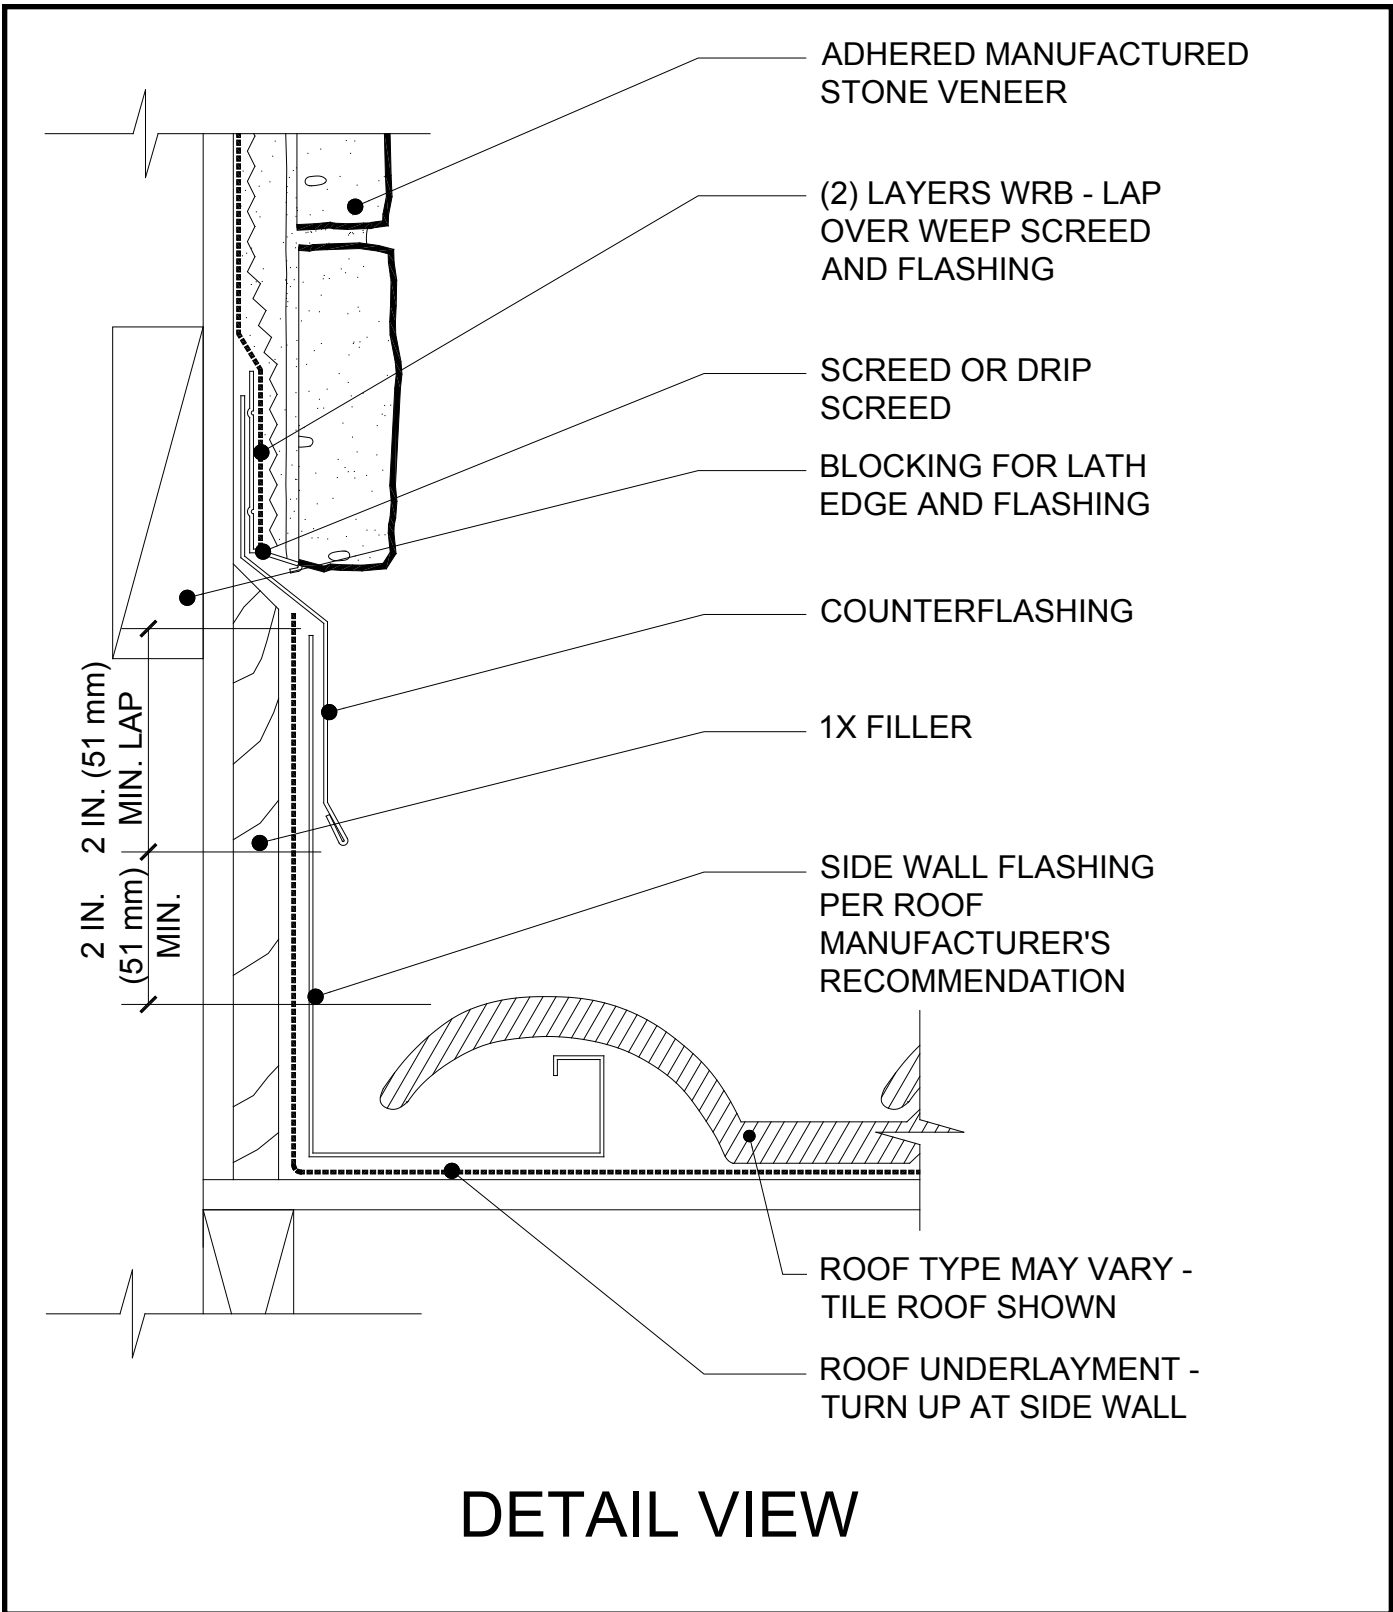 ADHERED MANUFACTURED
STONE VENEER
(2) LAYERS WRB - LAP
OVER WEEP SCREED
AND FLASHING
SCREED OR DRIP
SCREED
BLOCKING FOR LATH
EDGE AND FLASHING
COUNTERFLASHING
1X FILLER
SIDE WALL FLASHING
PER ROOF
MANUFACTURER'S
RECOMMENDATION
ROOF TYPE MAY VARY -
TILE ROOF SHOWN
ROOF UNDERLAYMENT -
TURN UP AT SIDE WALL
2 IN. (51 mm)
MIN. LAP
2 IN.
(51 mm)
MIN.
DETAIL VIEW